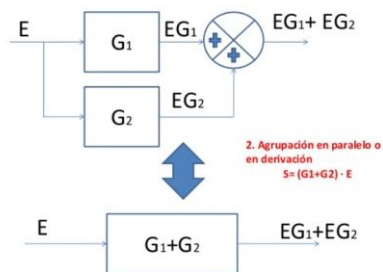 E
G1
EG1
EG1+ EG2
G2
EG2
2. Agrupación en paralelo o
en derivación
S= (G1+G2) · E
E
G1+G2
EG1+EG2